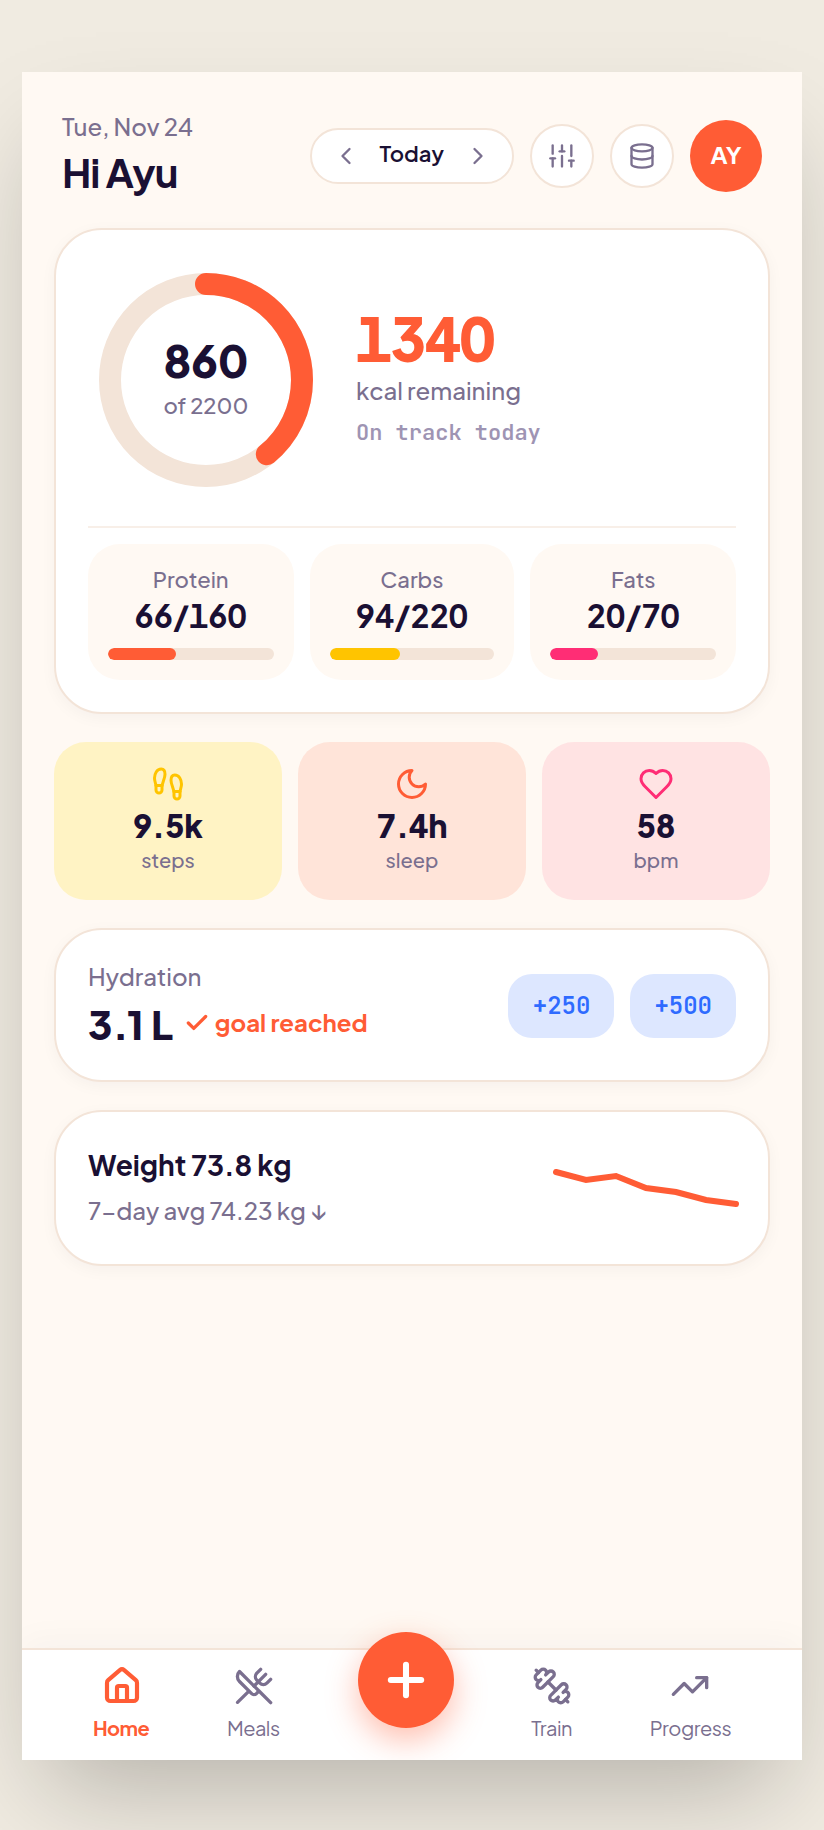 Tue, Nov 24
Hi Ayu
Today
AY
860
of 2200
1340
kcal remaining
On track today
Protein
66/160
Carbs
94/220
Fats
20/70
9.5k
steps
7.4h
sleep
58
bpm
Hydration
3.1 L ✓ goal reached
+250
+500
Weight 73.8 kg
7-day avg 74.23 kg ↓
Home
Meals
Train
Progress